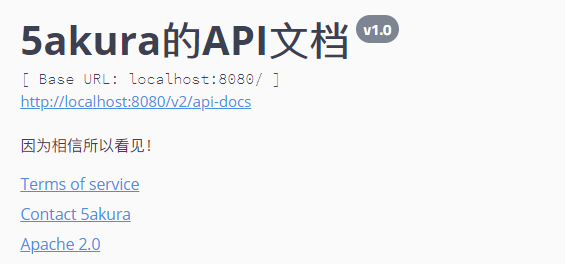 5akura的API文档 v1.0
[ Base URL: localhost:8080/ ]
http://localhost:8080/v2/api-docs
因为相信所以看见!
Terms of service
Contact 5akura
Apache 2.0